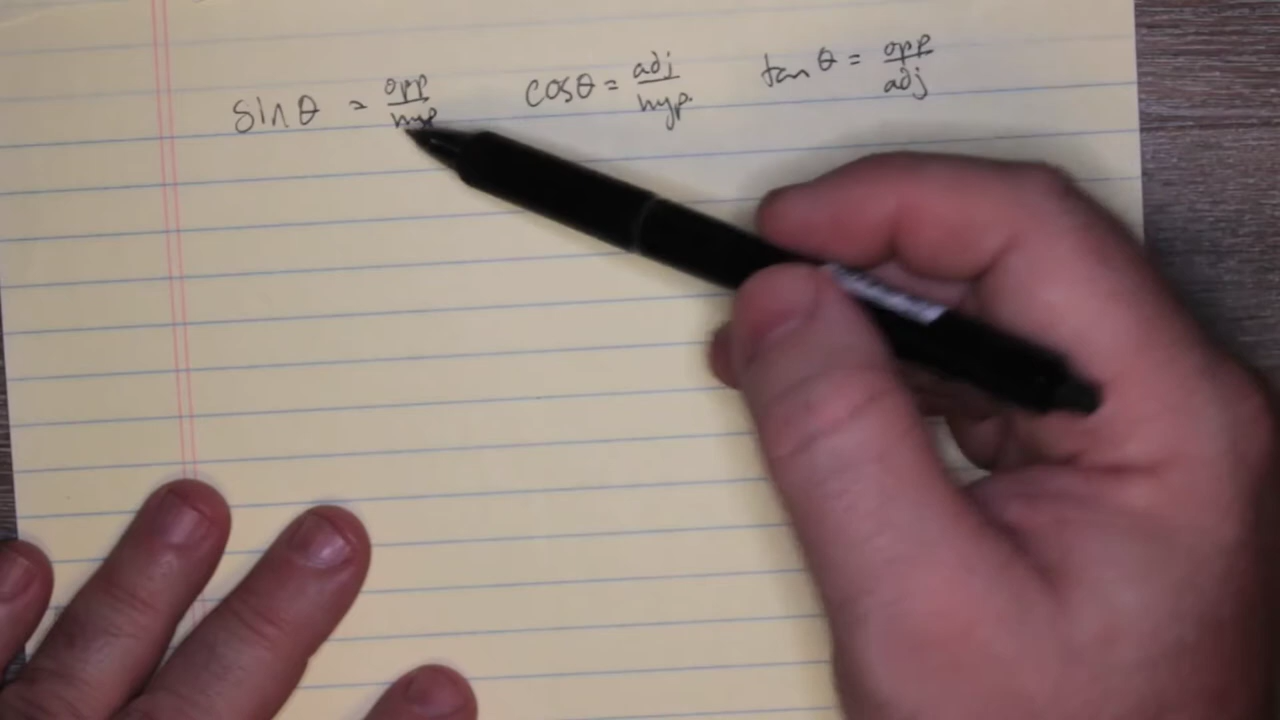 sin θ = opp/hyp cos θ = adj/hyp. tan θ = opp/adj